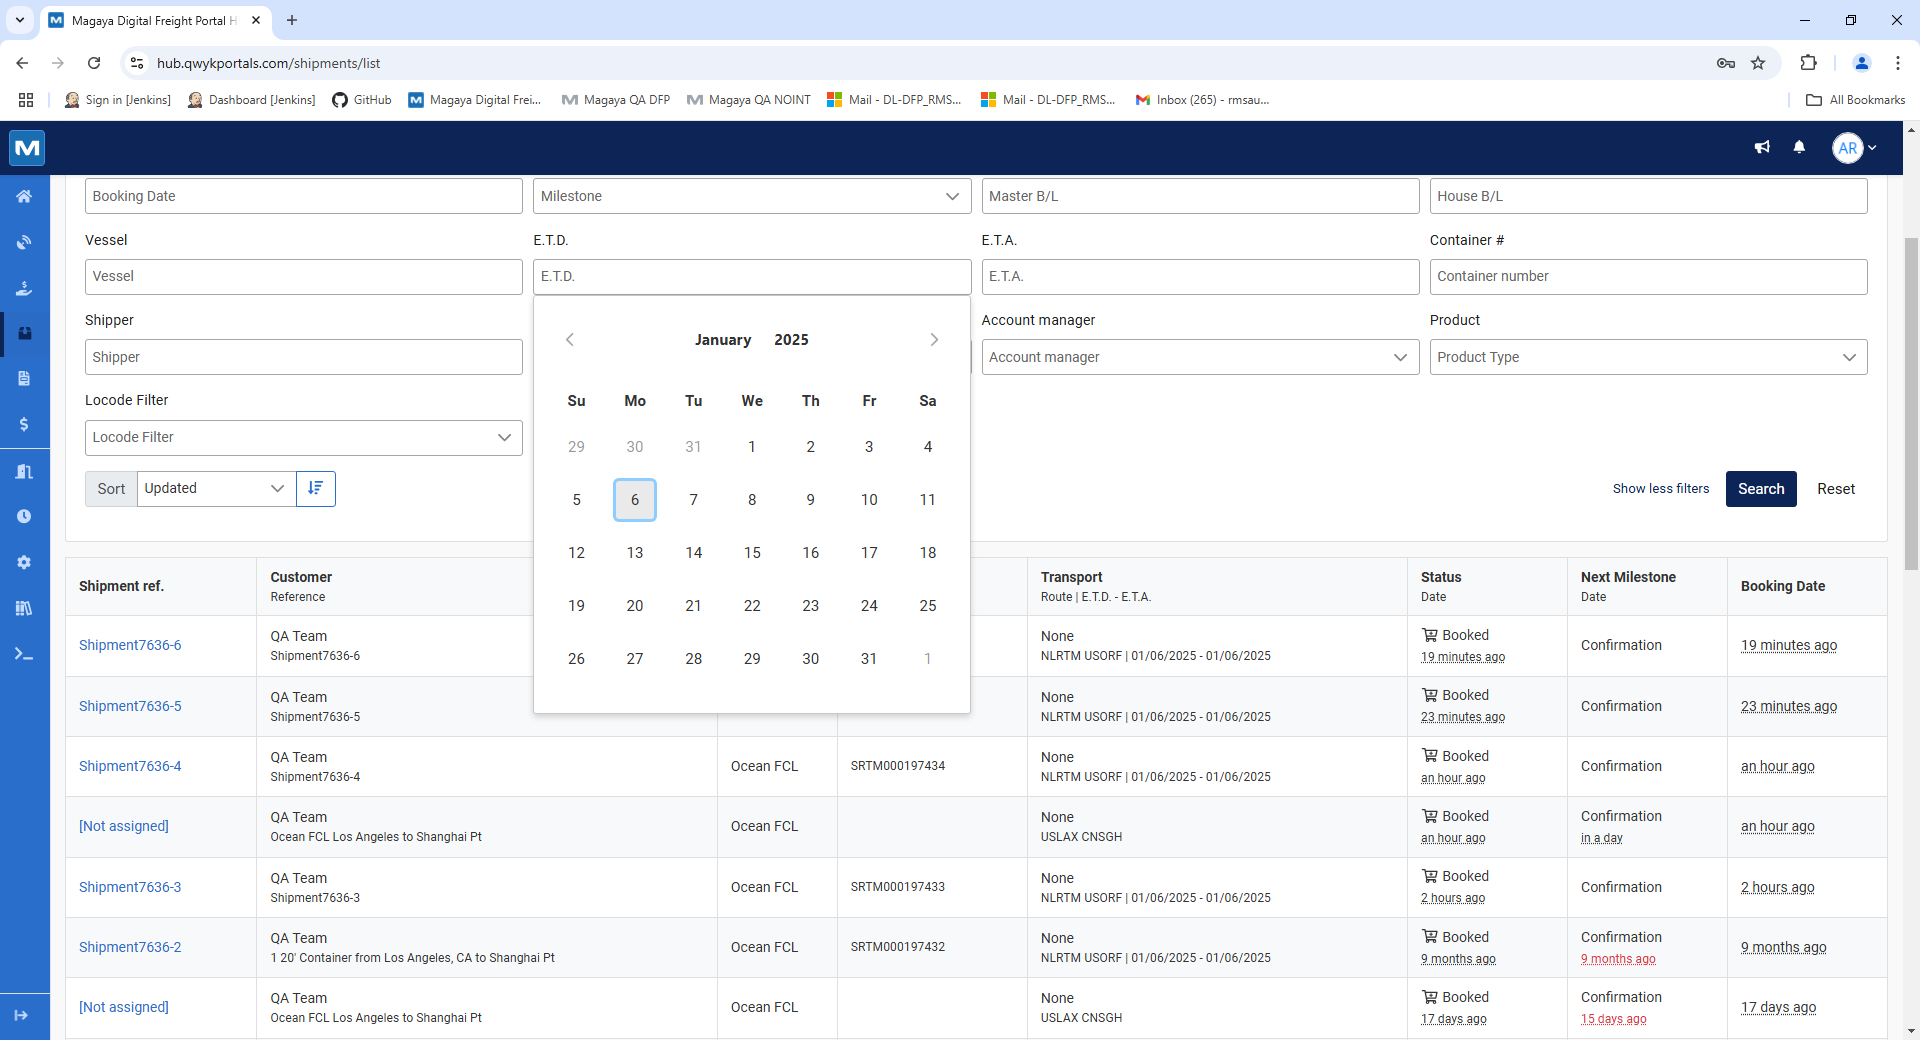 Magaya Digital Freight Portal H
hub.qwykportals.com/shipments/list
Sign in [Jenkins]
Dashboard [Jenkins]
GitHub
Magaya Digital Frei...
Magaya QA DFP
Magaya QA NOINT
Mail - DL-DFP_RMS...
Mail - DL-DFP_RMS...
Inbox (265) - rmsau...
All Bookmarks
M
AR
Booking Date
Milestone
Master B/L
House B/L
Vessel
E.T.D.
E.T.A.
Container #
Vessel
E.T.D.
E.T.A.
Container number
Shipper
Account manager
Product
Shipper
Account manager
Product Type
Locode Filter
Locode Filter
January 2025
Su Mo Tu We Th Fr Sa
29 30 31 1 2 3 4
5 6 7 8 9 10 11
12 13 14 15 16 17 18
19 20 21 22 23 24 25
26 27 28 29 30 31 1
Sort Updated
Show less filters
Search
Reset
Shipment ref.
Customer
Reference
Transport
Route | E.T.D. - E.T.A.
Status
Date
Next Milestone
Date
Booking Date
Shipment7636-6
QA Team
Shipment7636-6
None
NLRTM USORF | 01/06/2025 - 01/06/2025
Booked
19 minutes ago
Confirmation
19 minutes ago
Shipment7636-5
QA Team
Shipment7636-5
None
NLRTM USORF | 01/06/2025 - 01/06/2025
Booked
23 minutes ago
Confirmation
23 minutes ago
Shipment7636-4
QA Team
Shipment7636-4
Ocean FCL
SRTM000197434
None
NLRTM USORF | 01/06/2025 - 01/06/2025
Booked
an hour ago
Confirmation
an hour ago
[Not assigned]
QA Team
Ocean FCL Los Angeles to Shanghai Pt
Ocean FCL
None
USLAX CNSGH
Booked
an hour ago
Confirmation
in a day
an hour ago
Shipment7636-3
QA Team
Shipment7636-3
Ocean FCL
SRTM000197433
None
NLRTM USORF | 01/06/2025 - 01/06/2025
Booked
2 hours ago
Confirmation
2 hours ago
Shipment7636-2
QA Team
1 20' Container from Los Angeles, CA to Shanghai Pt
Ocean FCL
SRTM000197432
None
NLRTM USORF | 01/06/2025 - 01/06/2025
Booked
9 months ago
Confirmation
9 months ago
9 months ago
[Not assigned]
QA Team
Ocean FCL Los Angeles to Shanghai Pt
Ocean FCL
None
USLAX CNSGH
Booked
17 days ago
Confirmation
15 days ago
17 days ago